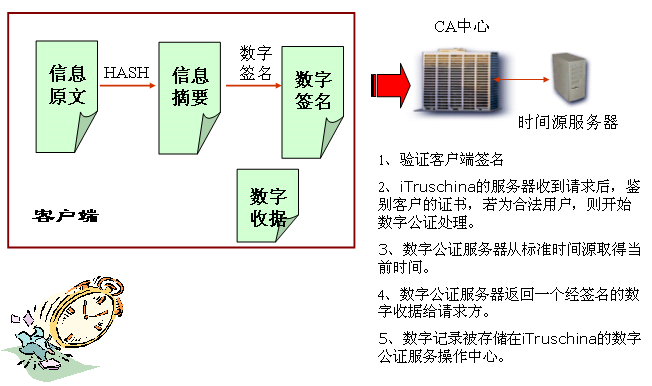 信息
原文
HASH
信息
摘要
数字
签名
数字
签名
数字
收据
客户端
CA中心
时间源服务器
1、验证客户端签名
2、iTruschina的服务器收到请求后，鉴
别客户的证书，若为合法用户，则开始
数字公证处理。
3、数字公证服务器从标准时间源取得当
前时间。
4、数字公证服务器返回一个经签名的数
字收据给请求方。
5、数字记录被存储在iTruschina的数字
公证服务操作中心。